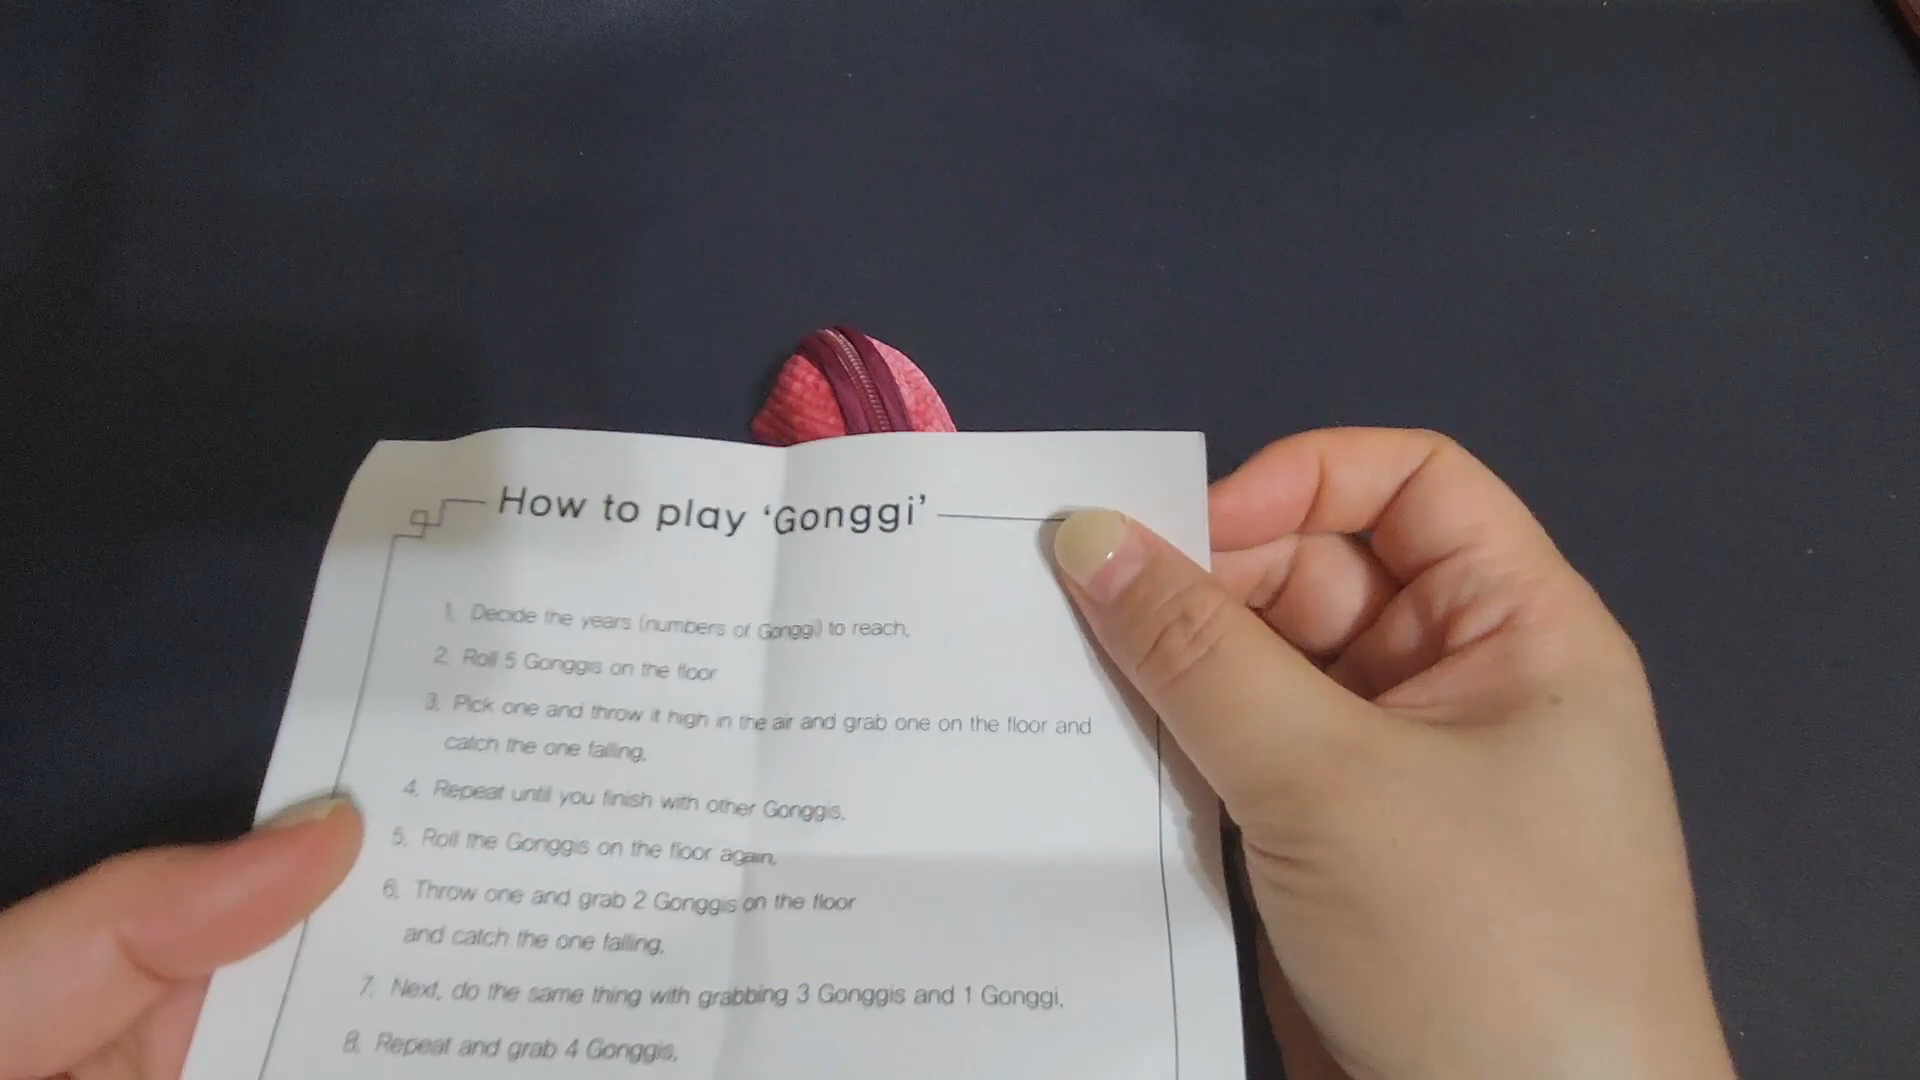 How to play ‘Gonggi’
1. Decide the years (numbers of Gonggi) to reach.
2. Roll 5 Gonggis on the floor
3. Pick one and throw it high in the air and grab one on the floor and
catch the one falling.
4. Repeat until you finish with other Gonggis.
5. Roll the Gonggis on the floor again.
6. Throw one and grab 2 Gonggis on the floor
and catch the one falling.
7. Next, do the same thing with grabbing 3 Gonggis and 1 Gonggi.
8. Repeat and grab 4 Gonggis.